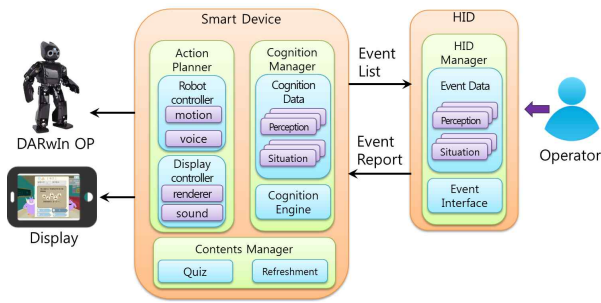 Smart Device
HID
Action
Planner
Robot
controller
motion
voice
Display
controller
renderer
sound
Cognition
Manager
Cognition
Data
Perception
Situation
Cognition
Engine
Contents Manager
Quiz
Refreshment
Event
List
Event
Report
HID
Manager
Event Data
Perception
Situation
Event
Interface
DARwIn OP
Display
Operator